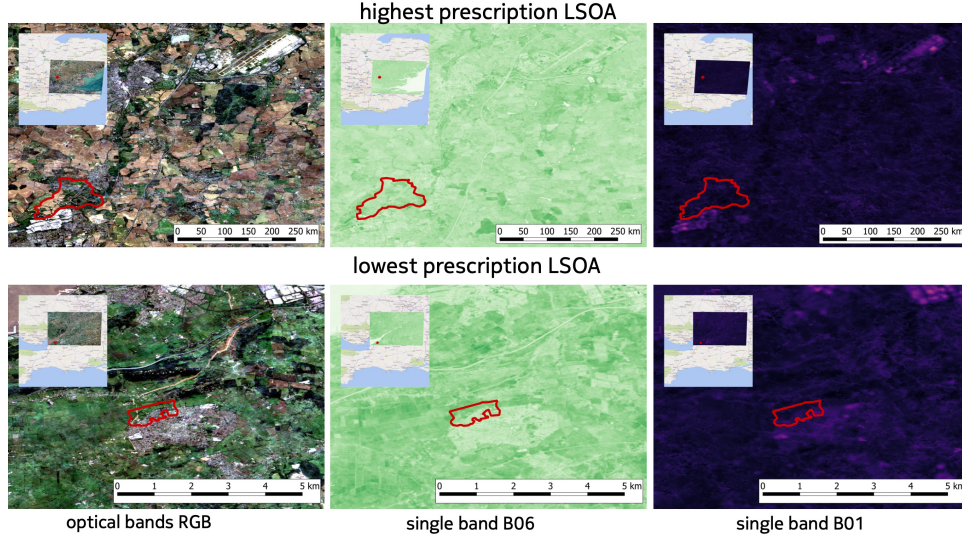 highest prescription LSOA
0 50 100 150 200 250 km
0 50 100 150 200 250 km
0 50 100 150 200 250 km
lowest prescription LSOA
0 1 2 3 4 5 km
0 1 2 3 4 5 km
0 1 2 3 4 5 km
optical bands RGB
single band B06
single band B01